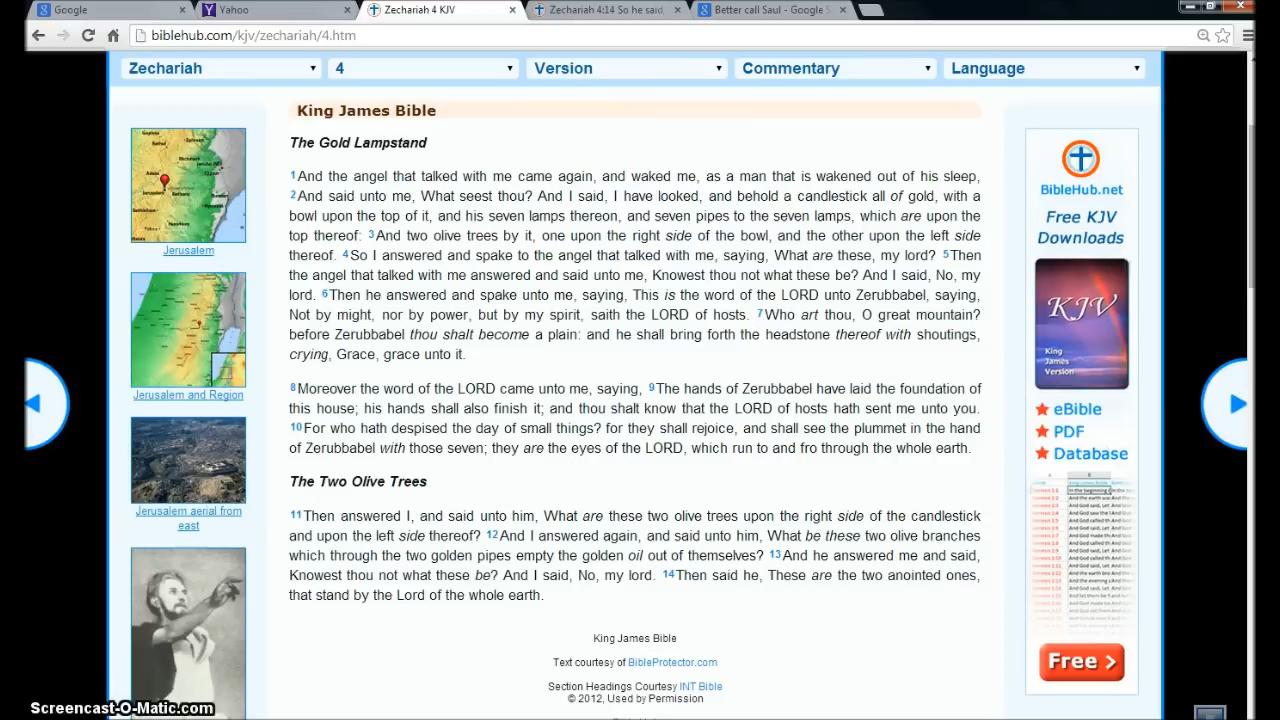 Google
Yahoo
Zechariah 4 KJV
Zechariah 4:14 So he said,
Better call Saul - Google S
biblehub.com/kjv/zechariah/4.htm
Zechariah
4
Version
Commentary
Language
King James Bible
The Gold Lampstand
1And the angel that talked with me came again, and waked me, as a man that is wakened out of his sleep,
2And said unto me, What seest thou? And I said, I have looked, and behold a candlestick all of gold, with a
bowl upon the top of it, and his seven lamps thereon, and seven pipes to the seven lamps, which are upon the
top thereof: 3And two olive trees by it, one upon the right side of the bowl, and the other upon the left side
thereof. 4So I answered and spake to the angel that talked with me, saying, What are these, my lord? 5Then
the angel that talked with me answered and said unto me, Knowest thou not what these be? And I said, No, my
lord. 6Then he answered and spake unto me, saying, This is the word of the LORD unto Zerubbabel, saying,
Not by might, nor by power, but by my spirit, saith the LORD of hosts. 7Who art thou, O great mountain?
before Zerubbabel thou shalt become a plain: and he shall bring forth the headstone thereof with shoutings,
crying, Grace, grace unto it.
8Moreover the word of the LORD came unto me, saying, 9The hands of Zerubbabel have laid the foundation of
this house; his hands shall also finish it; and thou shalt know that the LORD of hosts hath sent me unto you.
10For who hath despised the day of small things? for they shall rejoice, and shall see the plummet in the hand
of Zerubbabel with those seven; they are the eyes of the LORD, which run to and fro through the whole earth.
The Two Olive Trees
11Then answered I, and said unto him, What are these two olive trees upon the right side of the candlestick
and upon the left side thereof? 12And I answered again, and said unto him, What be these two olive branches
which through the two golden pipes empty the golden oil out of themselves? 13And he answered me and said,
Knowest thou not what these be? And I said, No, my lord. 14Then said he, These are the two anointed ones,
that stand by the Lord of the whole earth.
King James Bible
Text courtesy of BibleProtector.com
Section Headings Courtesy INT Bible
© 2012, Used by Permission
Jerusalem
Jerusalem and Region
Jerusalem aerial from
east
BibleHub.net
Free KJV
Downloads
KJV
King
James
Version
eBible
PDF
Database
Free >
Screencast-O-Matic.com